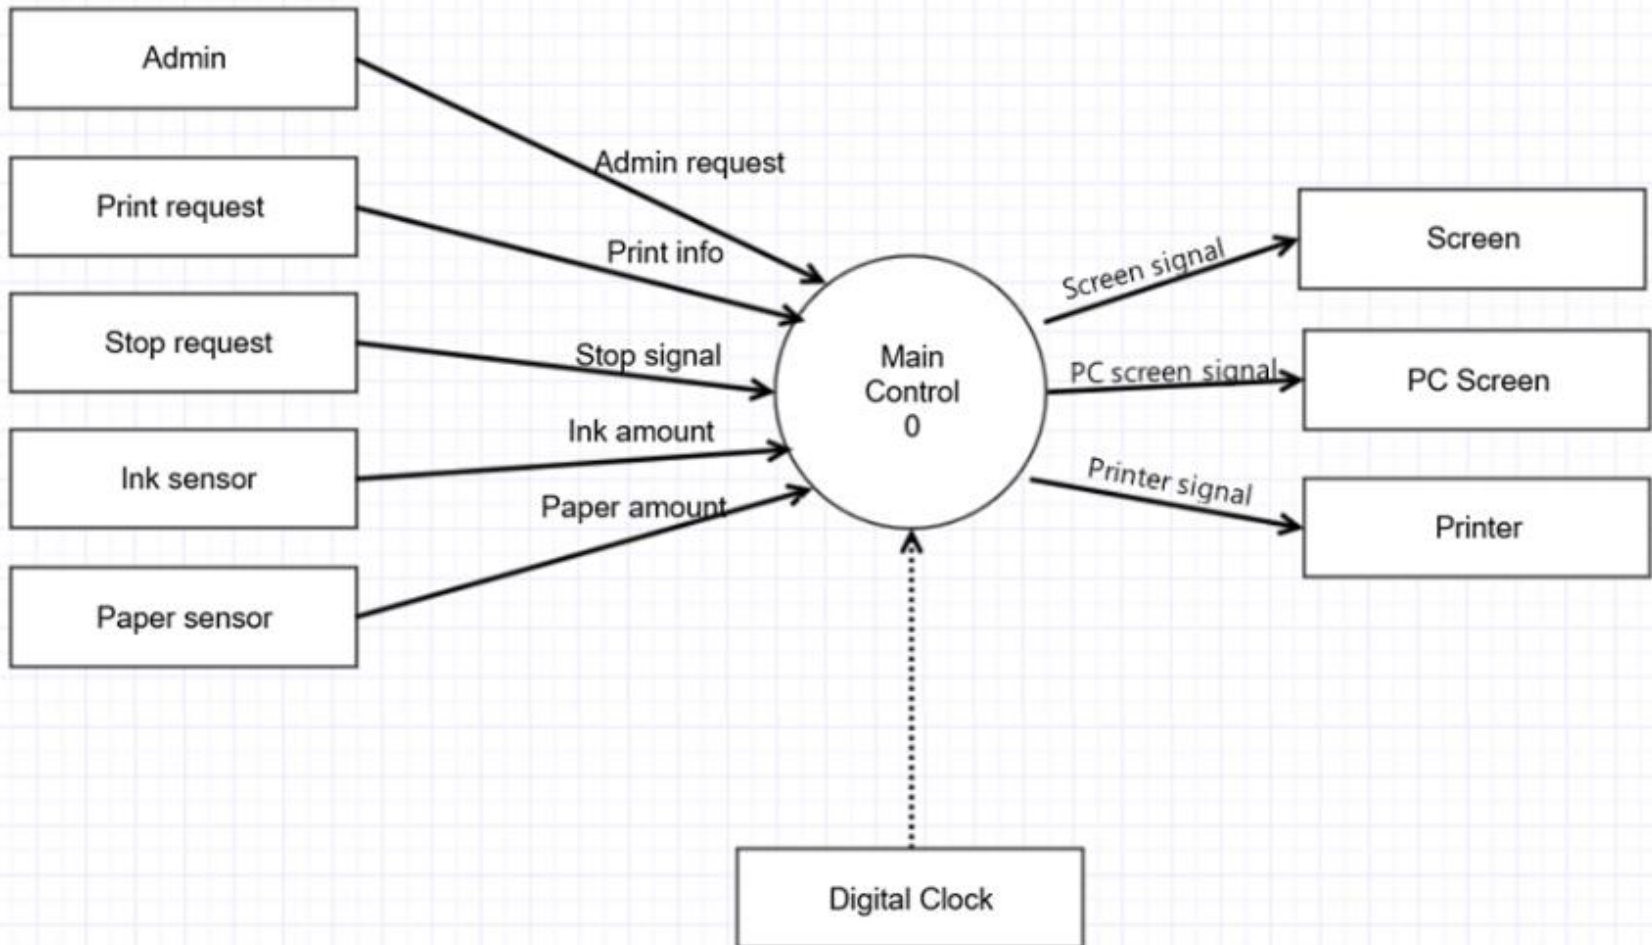 Admin
Admin request
Print request
Print info
Stop request
Stop signal
Ink sensor
Ink amount
Paper sensor
Paper amount
Main
Control
0
Screen signal
Screen
PC screen signal
PC Screen
Printer signal
Printer
Digital Clock